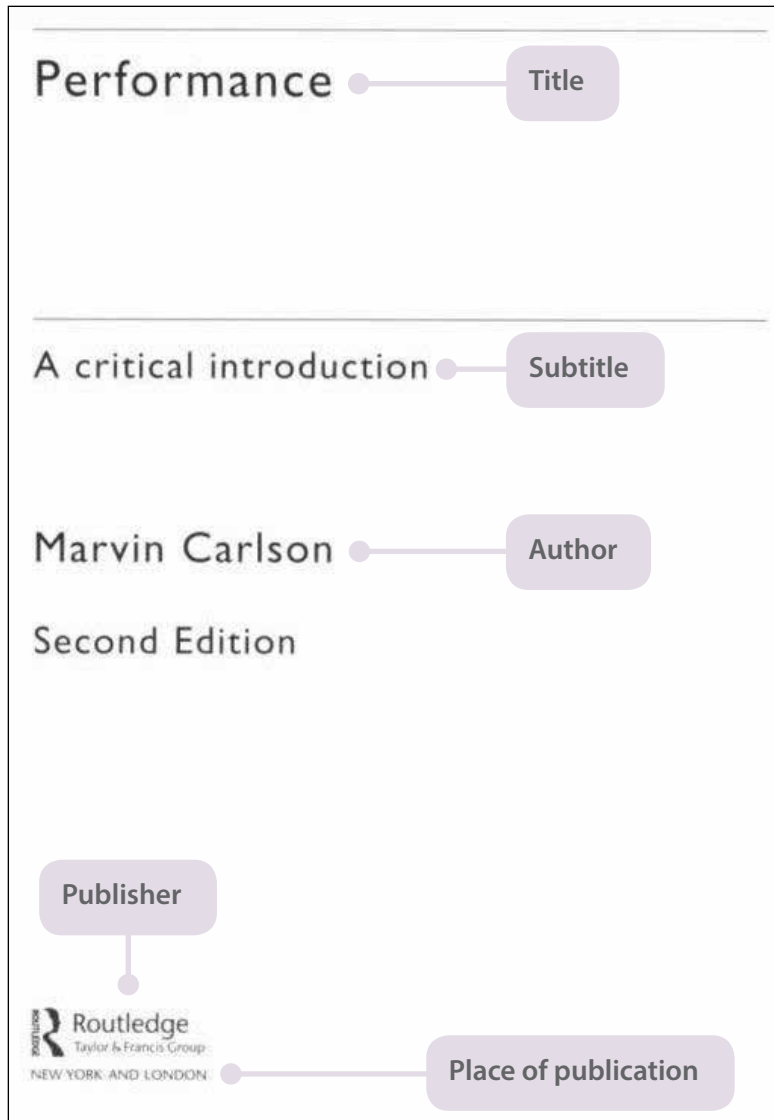 Performance Title
A critical introduction Subtitle
Marvin Carlson Author
Second Edition
Publisher
ROUTLEDGE
Routledge
Taylor & Francis Group
NEW YORK AND LONDON Place of publication